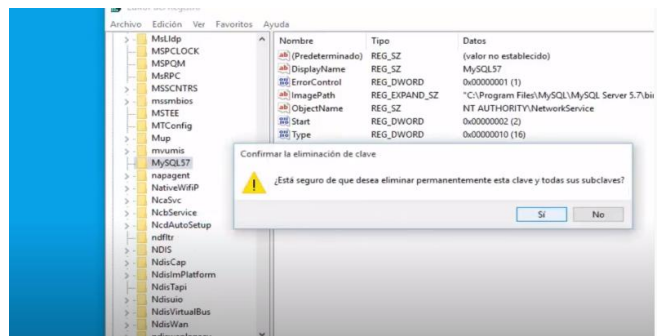 Archivo Edición Ver Favoritos Ayuda
MsLldp
MSPCLOCK
MSPQM
MsRPC
MSSCNTRS
mssmbios
MSTEE
MTConfig
Mup
mvumis
MySQL57
napagent
NativeWifiP
NcaSvc
NcbService
NcdAutoSetup
ndfltr
NDIS
NdisCap
NdisImPlatform
NdisTapi
Ndisuio
NdisVirtualBus
NdisWan
Nombre Tipo Datos
(Predeterminado) REG_SZ (valor no establecido)
DisplayName REG_SZ MySQL57
ErrorControl REG_DWORD 0x00000001 (1)
ImagePath REG_EXPAND_SZ "C:\Program Files\MySQL\MySQL Server 5.7\bin
ObjectName REG_SZ NT AUTHORITY\NetworkService
Start REG_DWORD 0x00000002 (2)
Type REG_DWORD 0x00000010 (16)
Confirmar la eliminación de clave
¿Está seguro de que desea eliminar permanentemente esta clave y todas sus subclaves?
Sí No